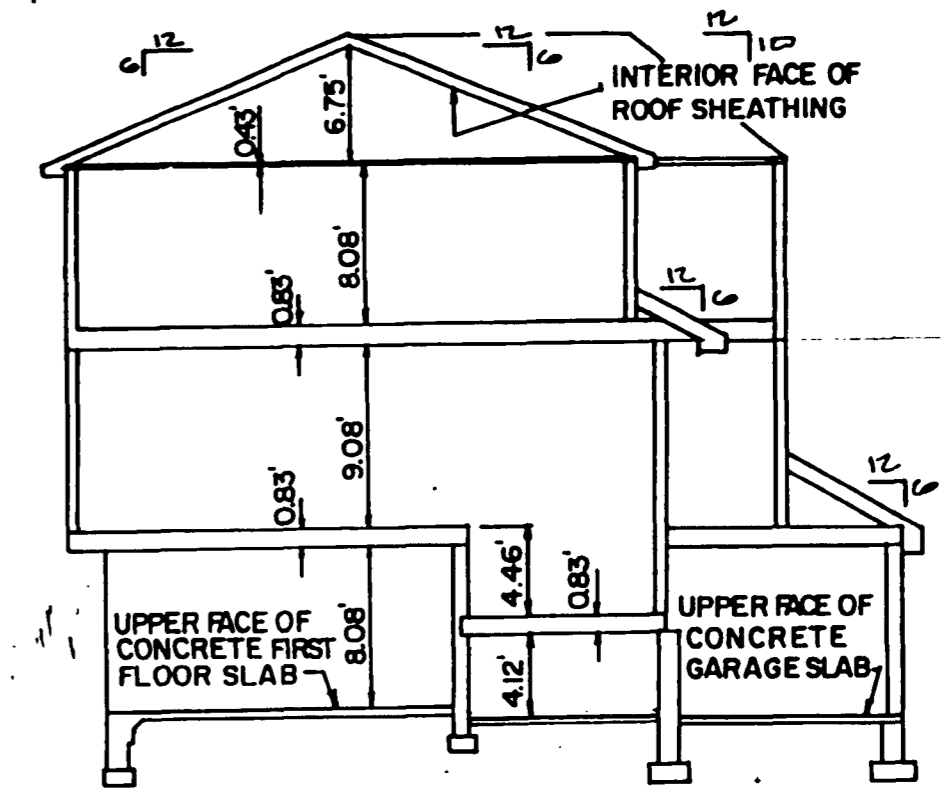 12
6
12
6
12
10
INTERIOR FACE OF
ROOF SHEATHING
6.75'
0.43'
8.08'
0.83'
12
6
9.08'
0.83'
12
6
4.46'
0.83'
UPPER FACE OF
CONCRETE FIRST
FLOOR SLAB
8.08'
4.12'
UPPER FACE OF
CONCRETE
GARAGE SLAB